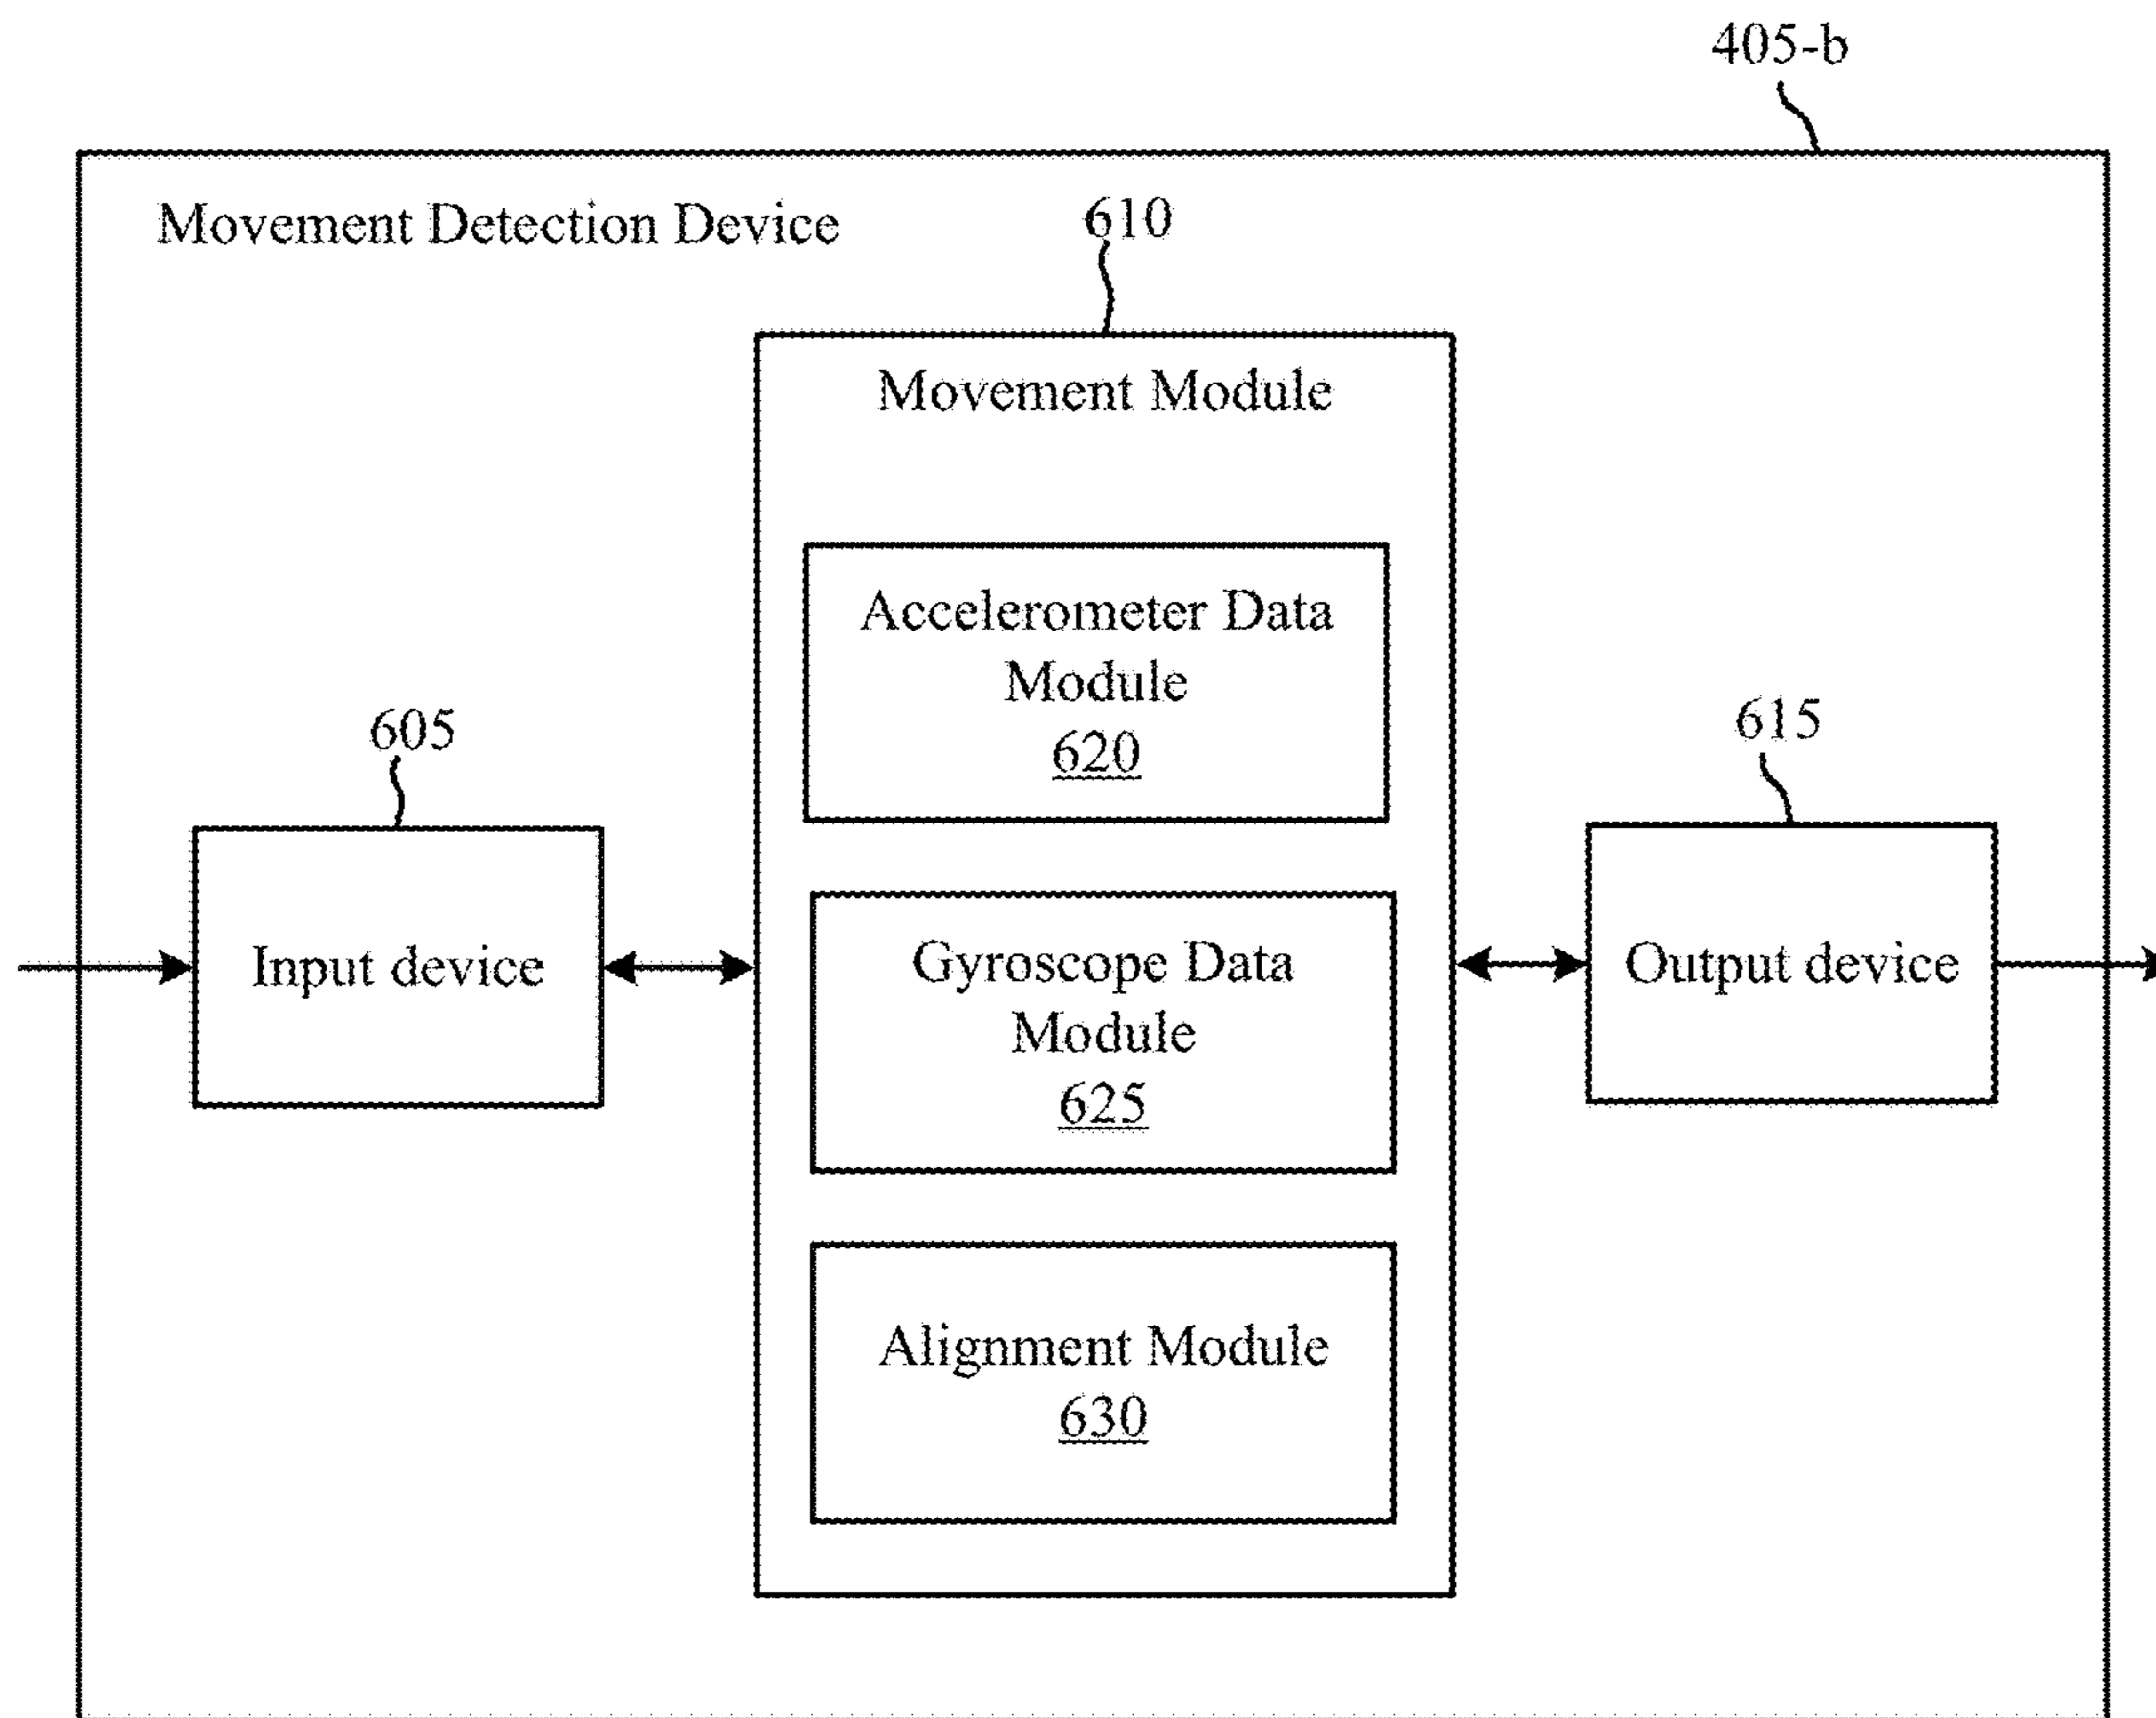 405-b
Movement Detection Device
610
Movement Module
Accelerometer Data
Module
620
605
615
Input device
Gyroscope Data
Module
625
Output device
Alignment Module
630